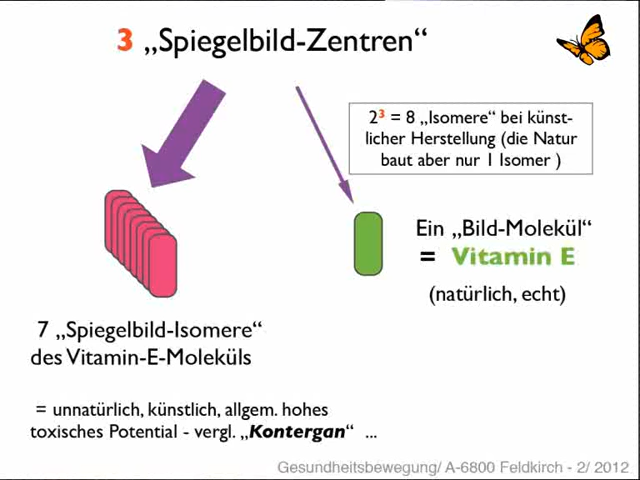 3 „Spiegelbild-Zentren“
2³ = 8 „Isomere“ bei künst-
licher Herstellung (die Natur
baut aber nur 1 Isomer )
Ein „Bild-Molekül“
= Vitamin E
(natürlich, echt)
7 „Spiegelbild-Isomere“
des Vitamin-E-Moleküls
= unnatürlich, künstlich, allgem. hohes
toxisches Potential - vergl. „Kontergan“ ...
Gesundheitsbewegung/ A-6800 Feldkirch - 2/ 2012